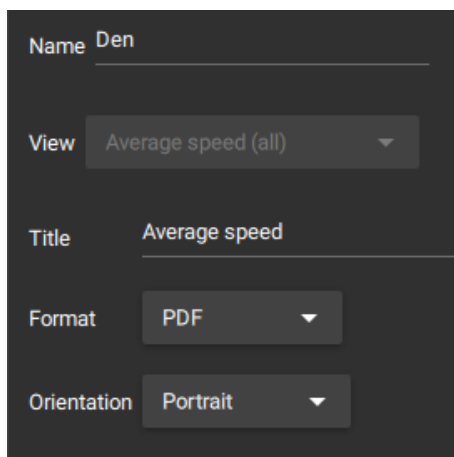 Name Den
View Average speed (all)
Title Average speed
Format PDF
Orientation Portrait